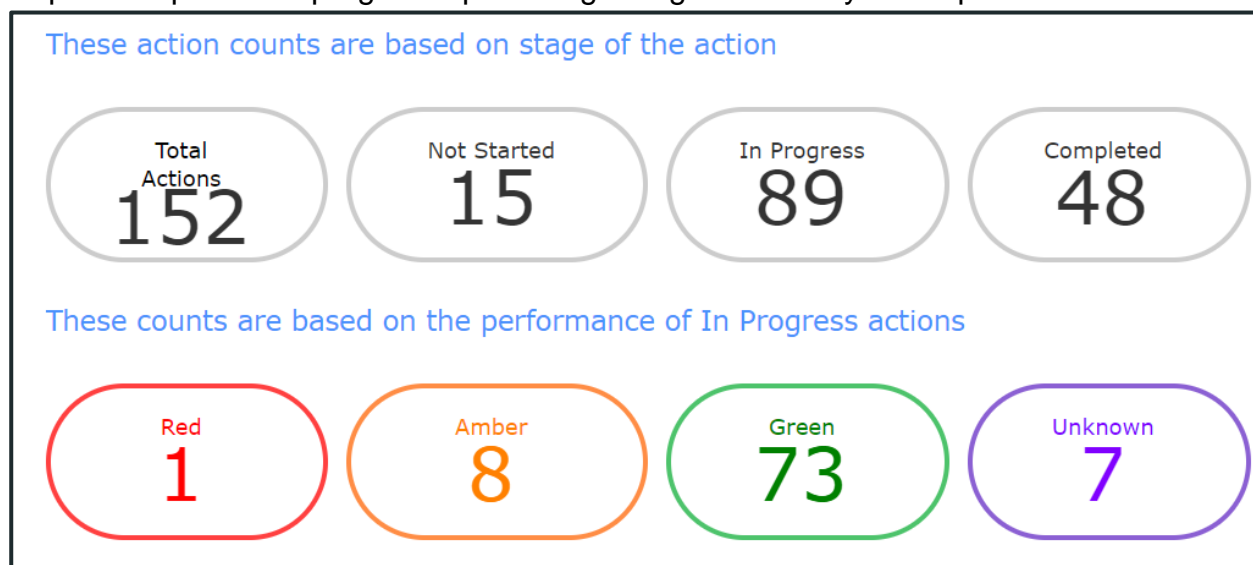 These action counts are based on stage of the action
Total
Actions
152
Not Started
15
In Progress
89
Completed
48
These counts are based on the performance of In Progress actions
Red
1
Amber
8
Green
73
Unknown
7